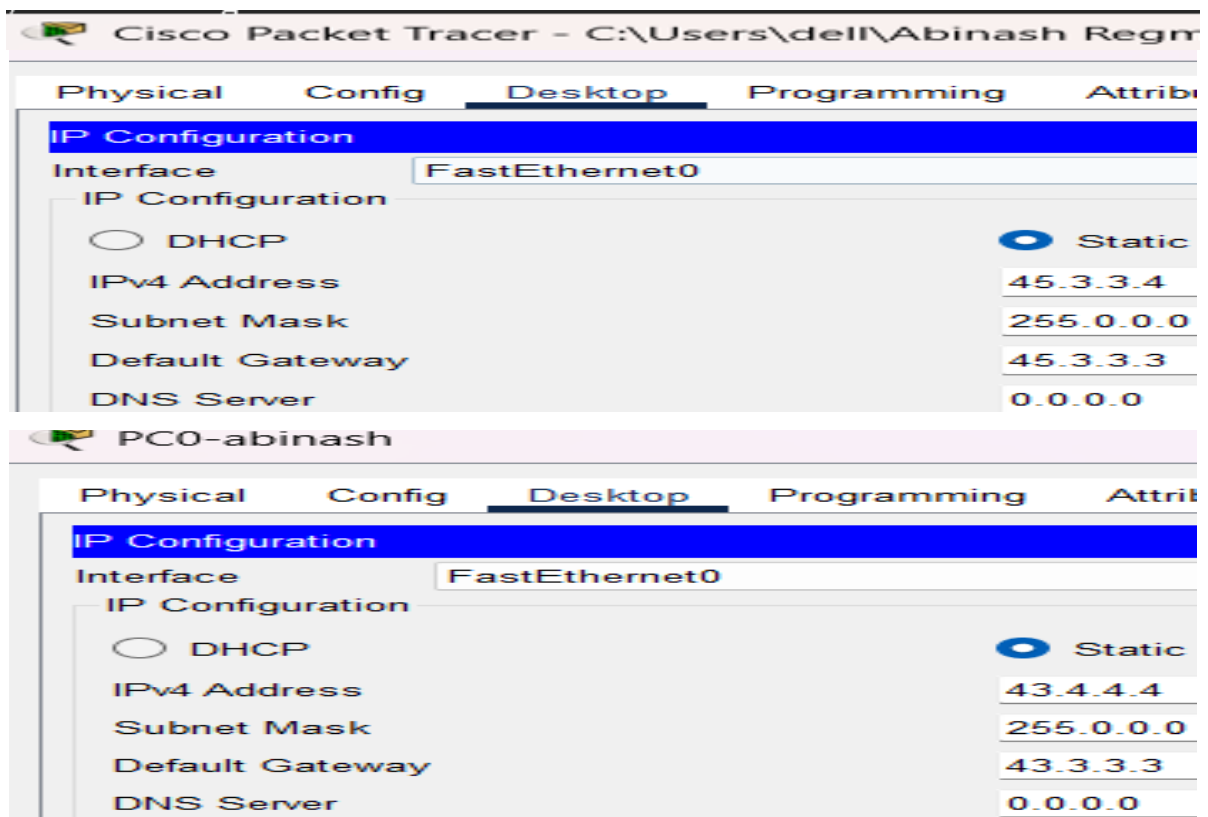 Cisco Packet Tracer - C:\Users\dell\Abinash Regm
Physical Config Desktop Programming Attrib
IP Configuration
Interface FastEthernet0
IP Configuration
DHCP Static
IPv4 Address 45.3.3.4
Subnet Mask 255.0.0.0
Default Gateway 45.3.3.3
DNS Server 0.0.0.0
PC0-abinash
Physical Config Desktop Programming Attrib
IP Configuration
Interface FastEthernet0
IP Configuration
DHCP Static
IPv4 Address 43.4.4.4
Subnet Mask 255.0.0.0
Default Gateway 43.3.3.3
DNS Server 0.0.0.0